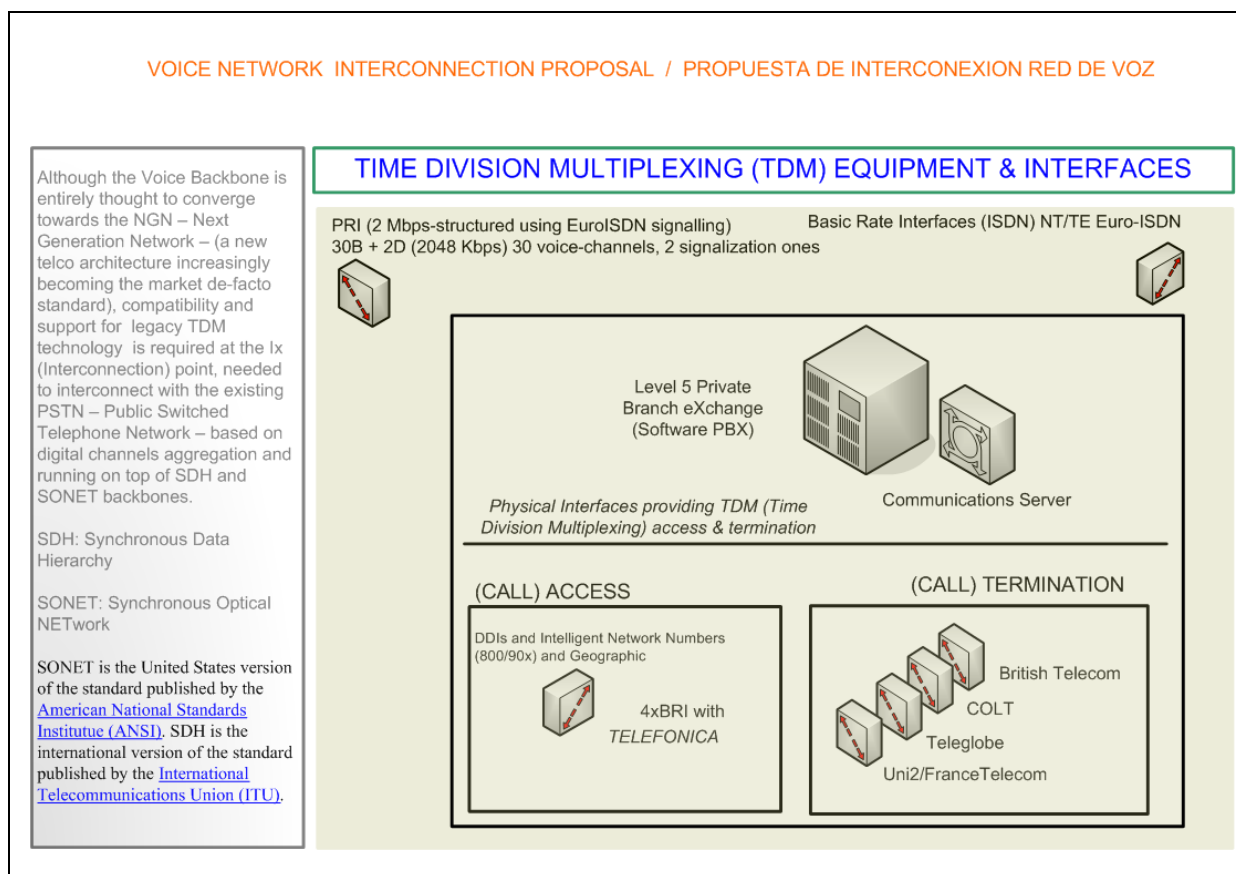 VOICE NETWORK INTERCONNECTION PROPOSAL / PROPUESTA DE INTERCONEXION RED DE VOZ
Although the Voice Backbone is
entirely thought to converge
towards the NGN – Next
Generation Network – (a new
telco architecture increasingly
becoming the market de-facto
standard), compatibility and
support for legacy TDM
technology is required at the Ix
(Interconnection) point, needed
to interconnect with the existing
PSTN – Public Switched
Telephone Network – based on
digital channels aggregation and
running on top of SDH and
SONET backbones.
SDH: Synchronous Data
Hierarchy
SONET: Synchronous Optical
NETwork
SONET is the United States version
of the standard published by the
American National Standards
Institutue (ANSI). SDH is the
international version of the standard
published by the International
Telecommunications Union (ITU).
TIME DIVISION MULTIPLEXING (TDM) EQUIPMENT & INTERFACES
PRI (2 Mbps-structured using EuroISDN signalling)
30B + 2D (2048 Kbps) 30 voice-channels, 2 signalization ones
Basic Rate Interfaces (ISDN) NT/TE Euro-ISDN
Level 5 Private
Branch eXchange
(Software PBX)
Communications Server
Physical Interfaces providing TDM (Time
Division Multiplexing) access & termination
(CALL) ACCESS
DDIs and Intelligent Network Numbers
(800/90x) and Geographic
4xBRI with
TELEFONICA
(CALL) TERMINATION
British Telecom
COLT
Teleglobe
Uni2/FranceTelecom